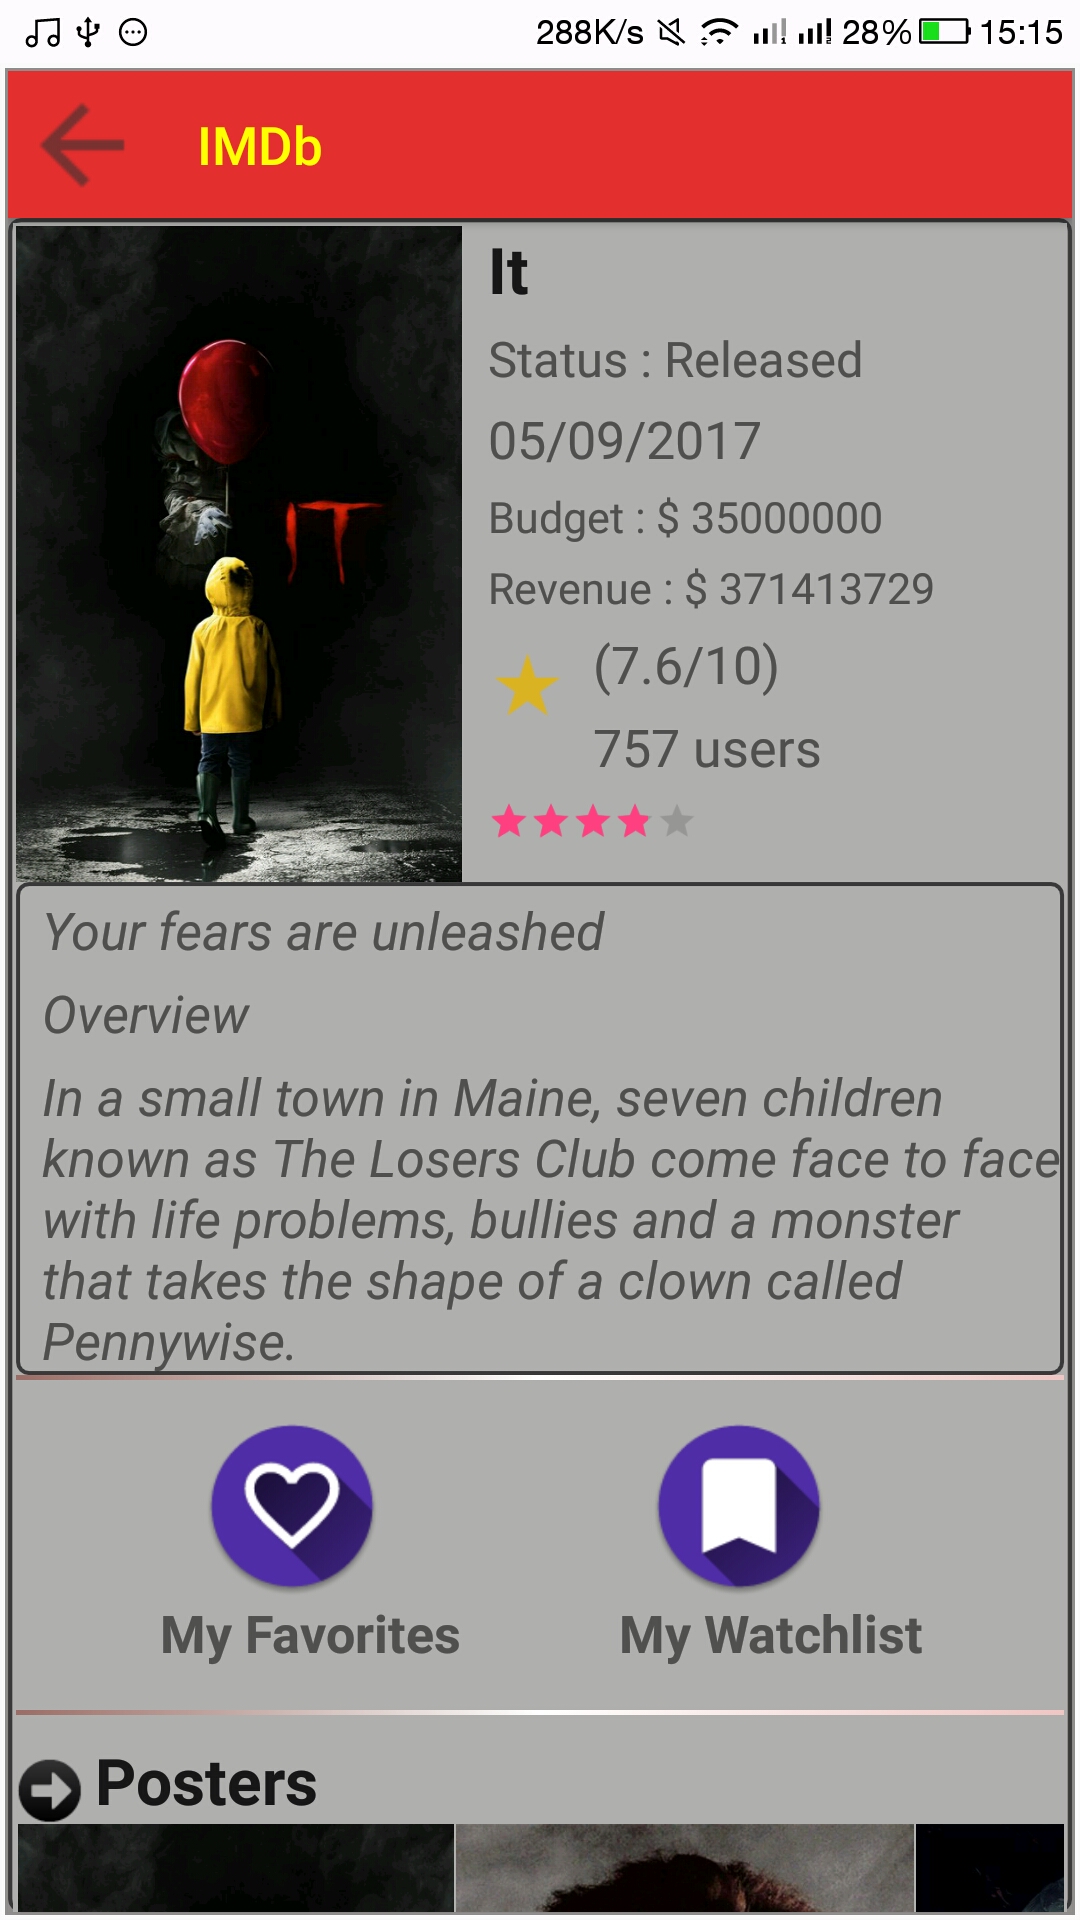 288K/s 28% 15:15
IMDb
It
Status : Released
05/09/2017
Budget : $ 35000000
Revenue : $ 371413729
(7.6/10)
757 users
IT
Your fears are unleashed
Overview
In a small town in Maine, seven children
known as The Losers Club come face to face
with life problems, bullies and a monster
that takes the shape of a clown called
Pennywise.
My Favorites My Watchlist
Posters